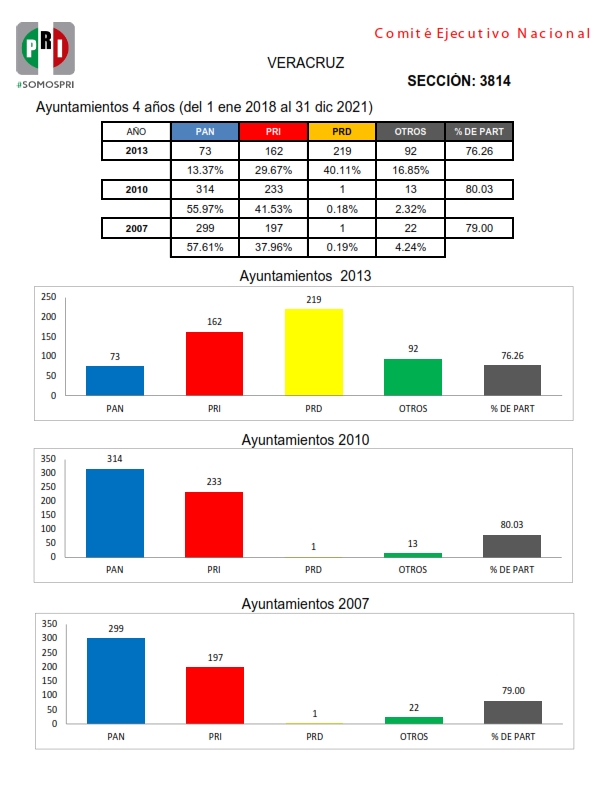 Comité Ejecutivo Nacional
PRI
#SOMOSPRI
VERACRUZ
SECCIÓN: 3814
Ayuntamientos 4 años (del 1 ene 2018 al 31 dic 2021)
AÑO PAN PRI PRD OTROS % DE PART
2013 73 162 219 92 76.26
13.37% 29.67% 40.11% 16.85%
2010 314 233 1 13 80.03
55.97% 41.53% 0.18% 2.32%
2007 299 197 1 22 79.00
57.61% 37.96% 0.19% 4.24%
Ayuntamientos 2013
250
200
150
100
50
0
73 162 219 92 76.26
PAN PRI PRD OTROS % DE PART
Ayuntamientos 2010
350
300
250
200
150
100
50
0
314 233 1 13 80.03
PAN PRI PRD OTROS % DE PART
Ayuntamientos 2007
350
300
250
200
150
100
50
0
299 197 1 22 79.00
PAN PRI PRD OTROS % DE PART